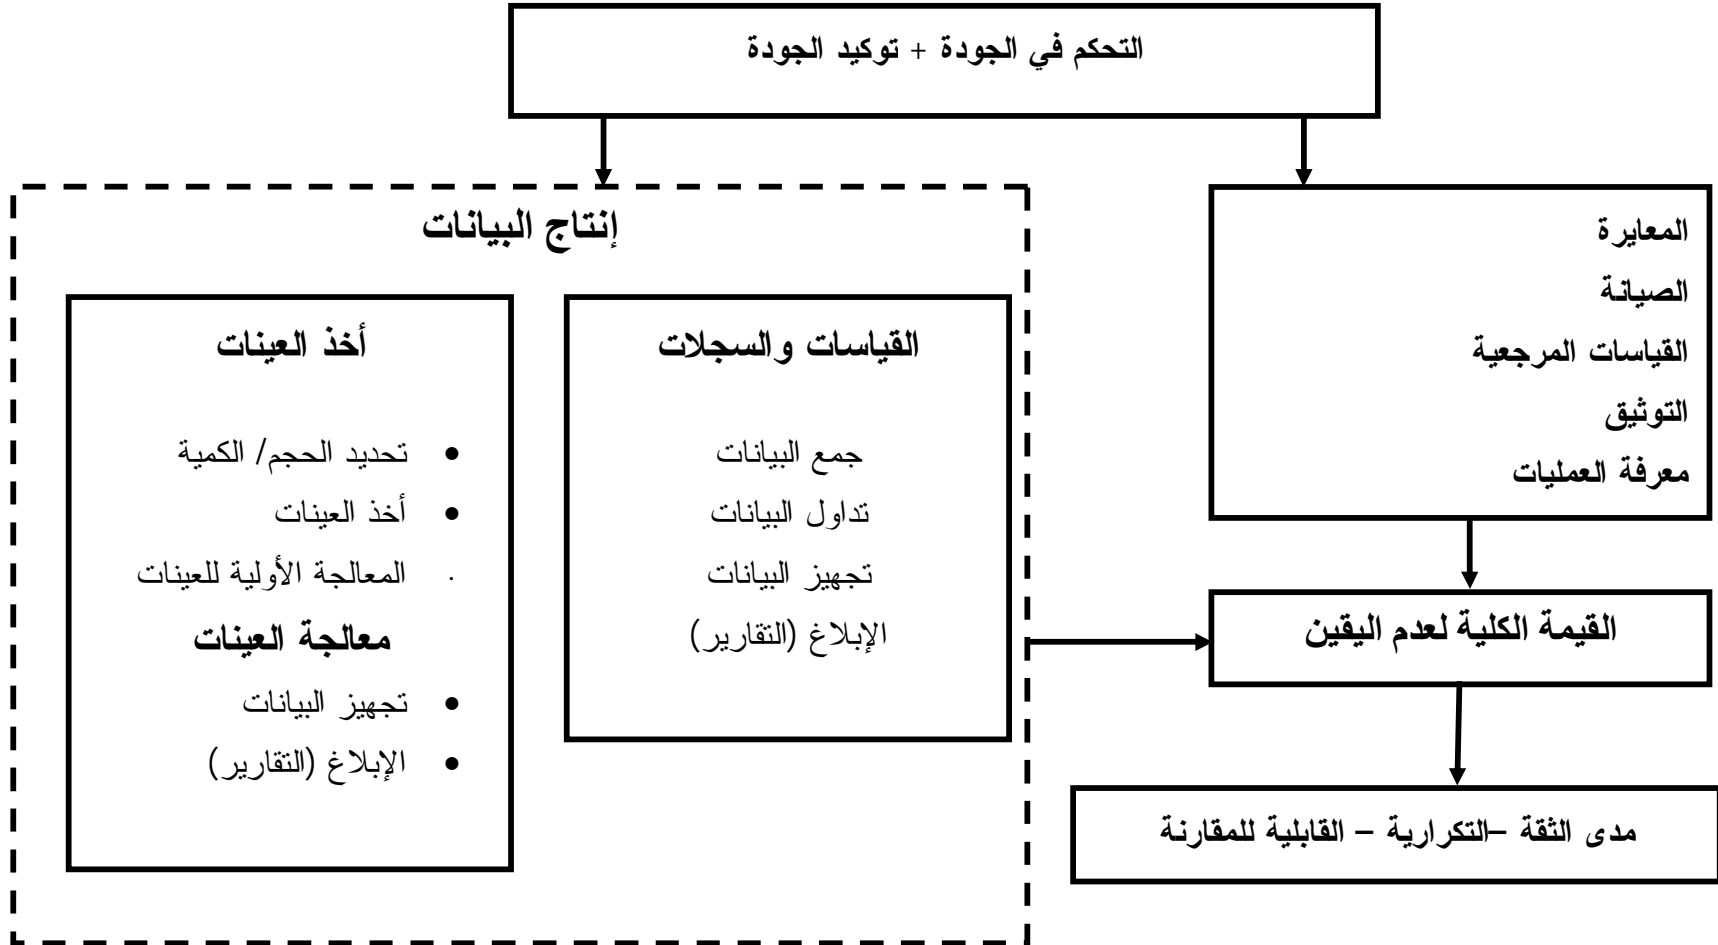 التحكم في الجودة + توكيد الجودة
المعايرة
الصيانة
القياسات المرجعية
التوثيق
معرفة العمليات
إنتاج البيانات
القياسات والسجلات
جمع البيانات
تداول البيانات
تجهيز البيانات
الإبلاغ (التقارير)
أخذ العينات
• تحديد الحجم/ الكمية
• أخذ العينات
. المعالجة الأولية للعينات
معالجة العينات
• تجهيز البيانات
• الإبلاغ (التقارير)
القيمة الكلية لعدم اليقين
مدى الثقة –التكرارية – القابلية للمقارنة